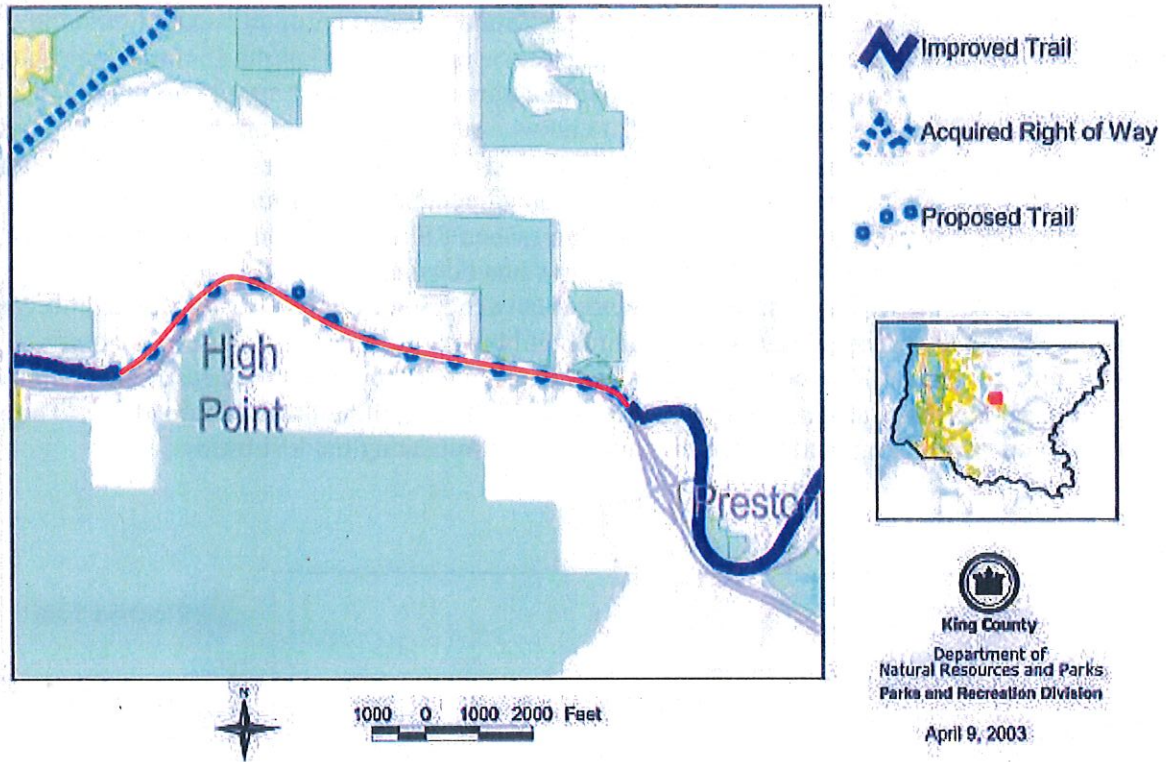 Improved Trail
Acquired Right of Way
Proposed Trail
High
Point
Preston
King County
Department of
Natural Resources and Parks
Parks and Recreation Division
April 9, 2003
N
1000 0 1000 2000 Feet